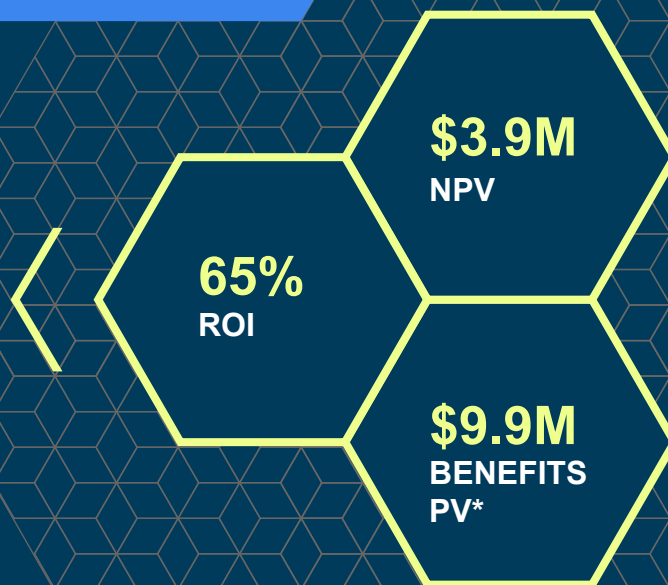 $3.9M
NPV
65%
ROI
$9.9M
BENEFITS
PV*